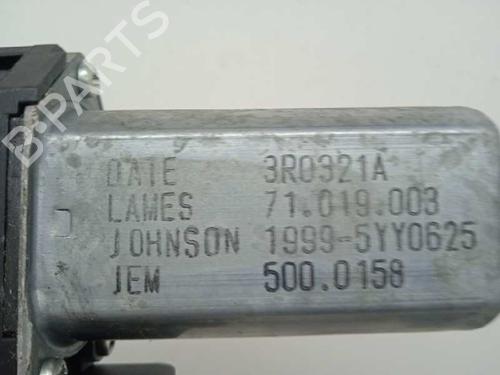 B-PARTS
DATE 3R0321A
LAMES 71.019.003
JOHNSON 1999-5YY0625
JEM 500.0158